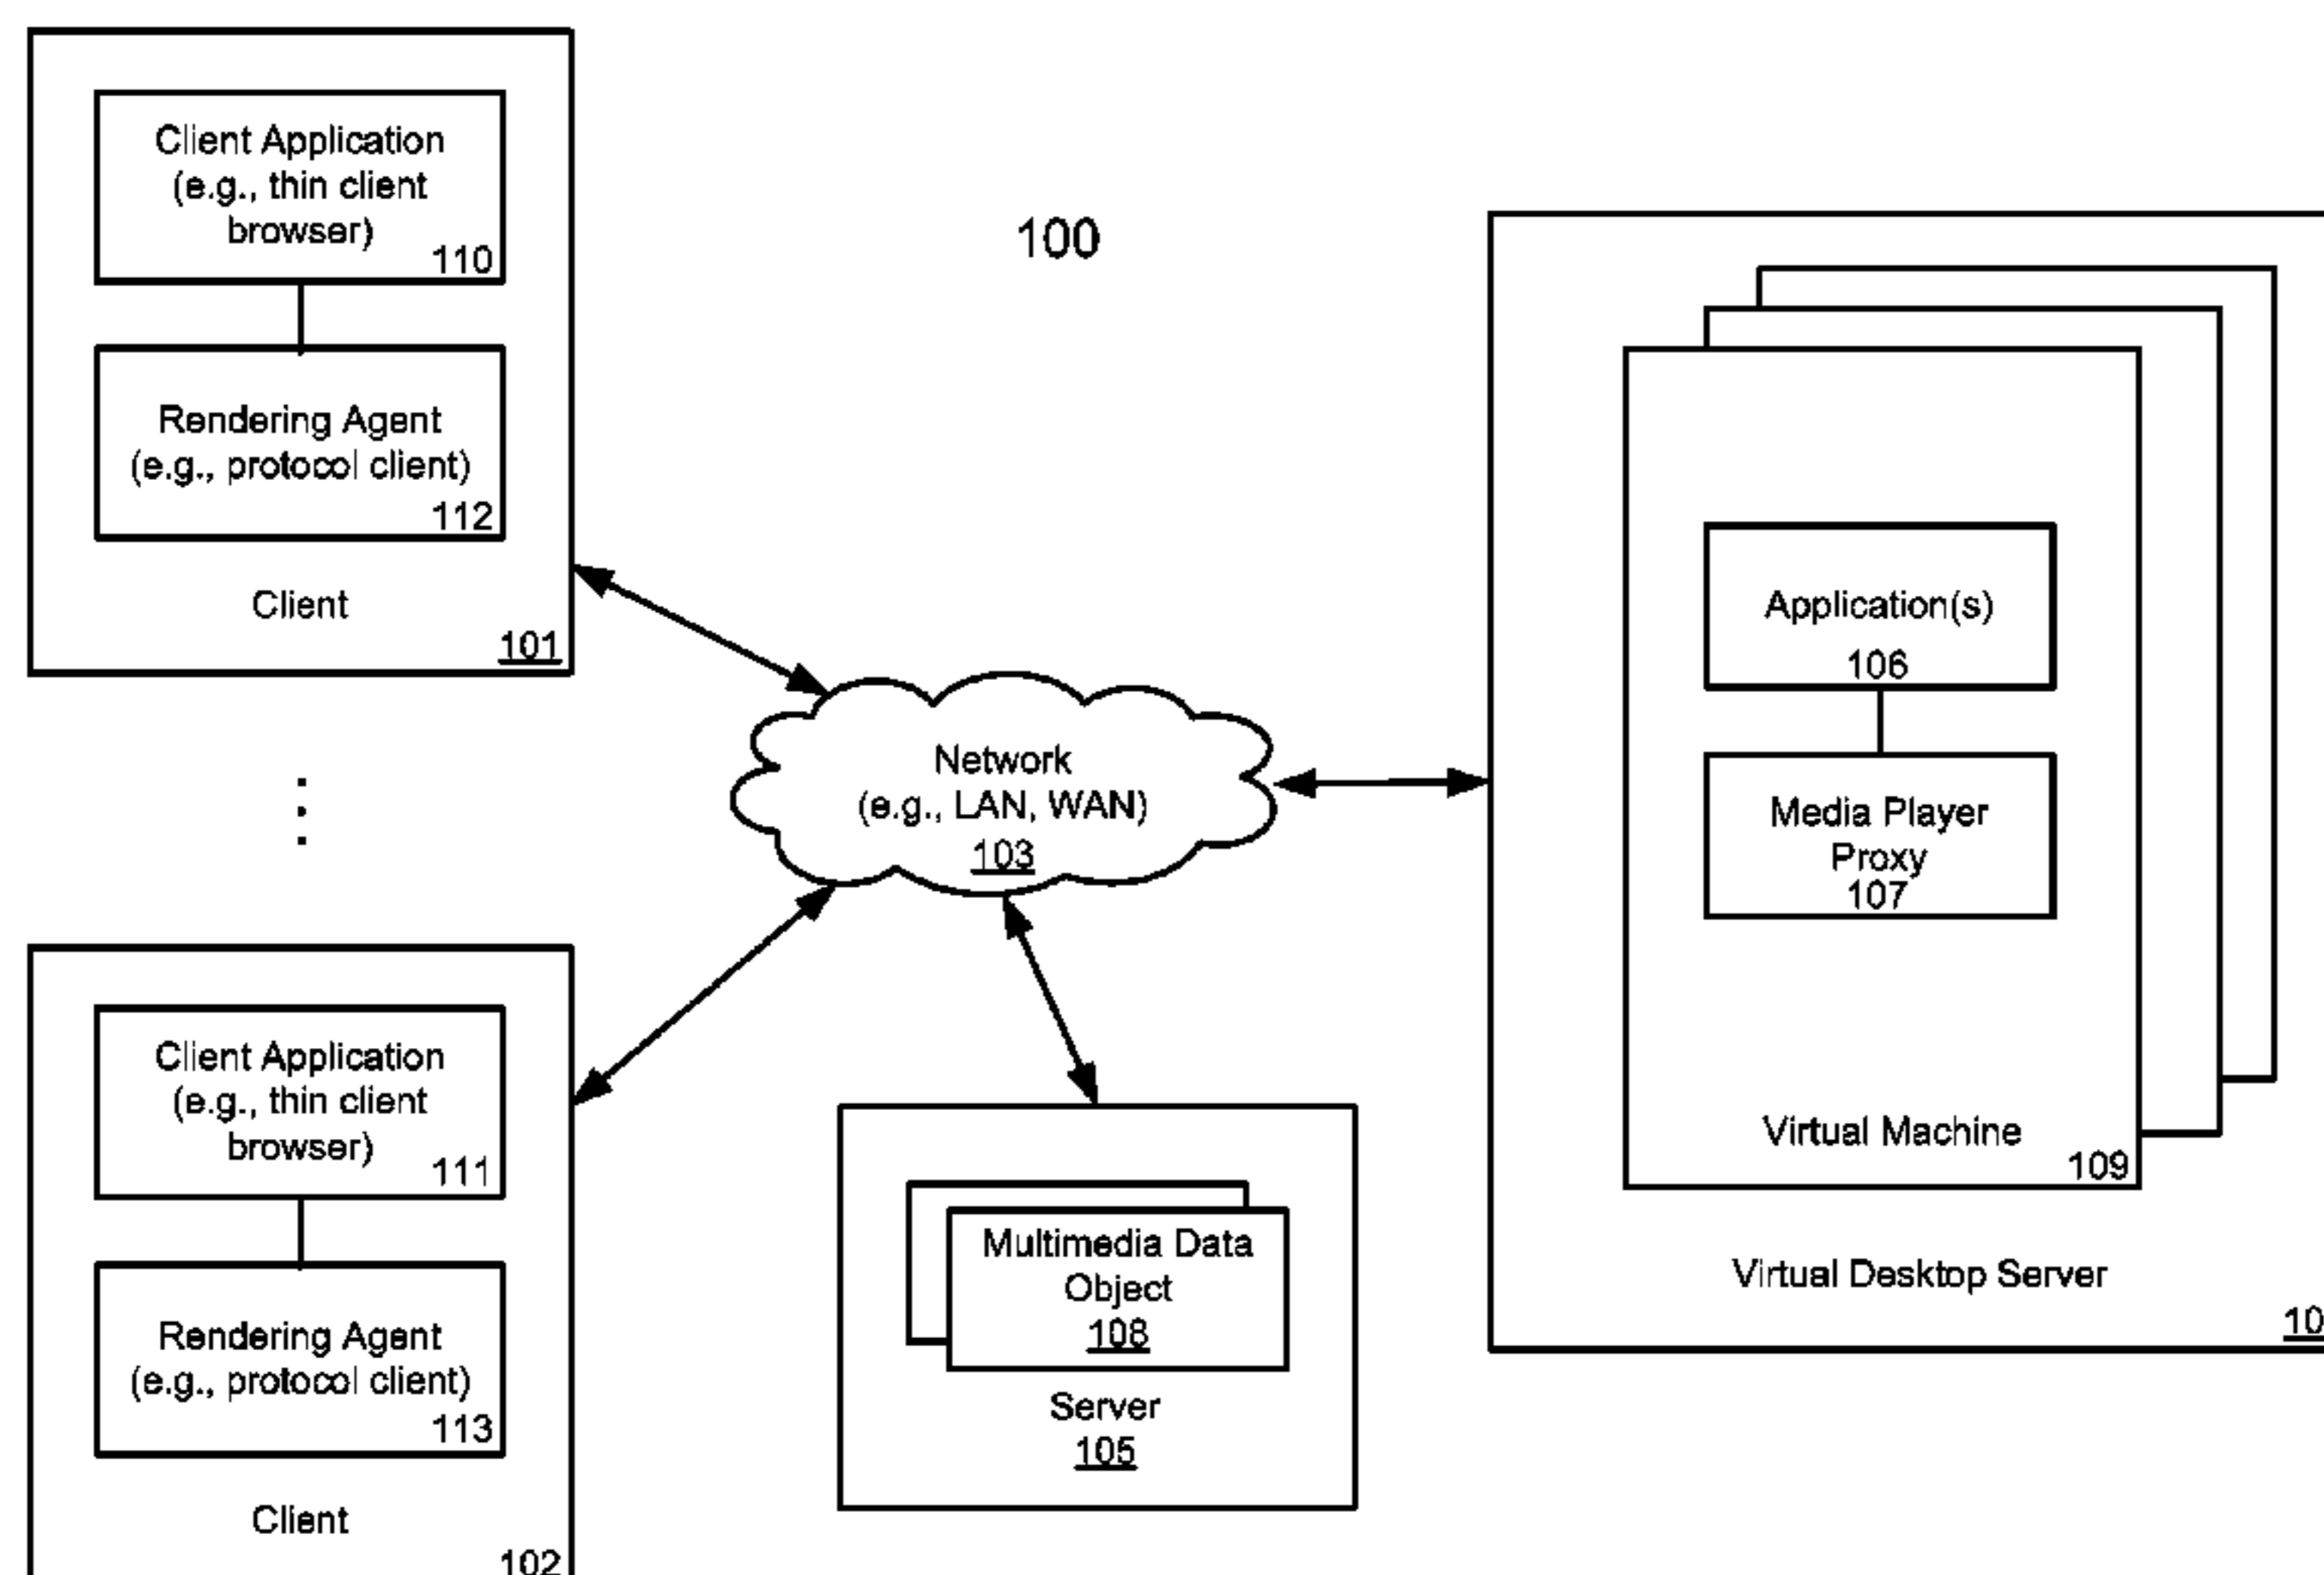 Client Application
(e.g., thin client
browser)
110
Rendering Agent
(e.g., protocol client)
112
Client
101
100
Network
(e.g., LAN, WAN)
103
Client Application
(e.g., thin client
browser)
111
Rendering Agent
(e.g., protocol client)
113
Client
102
Multimedia Data
Object
108
Server
105
Application(s)
106
Media Player
Proxy
107
Virtual Machine
109
Virtual Desktop Server